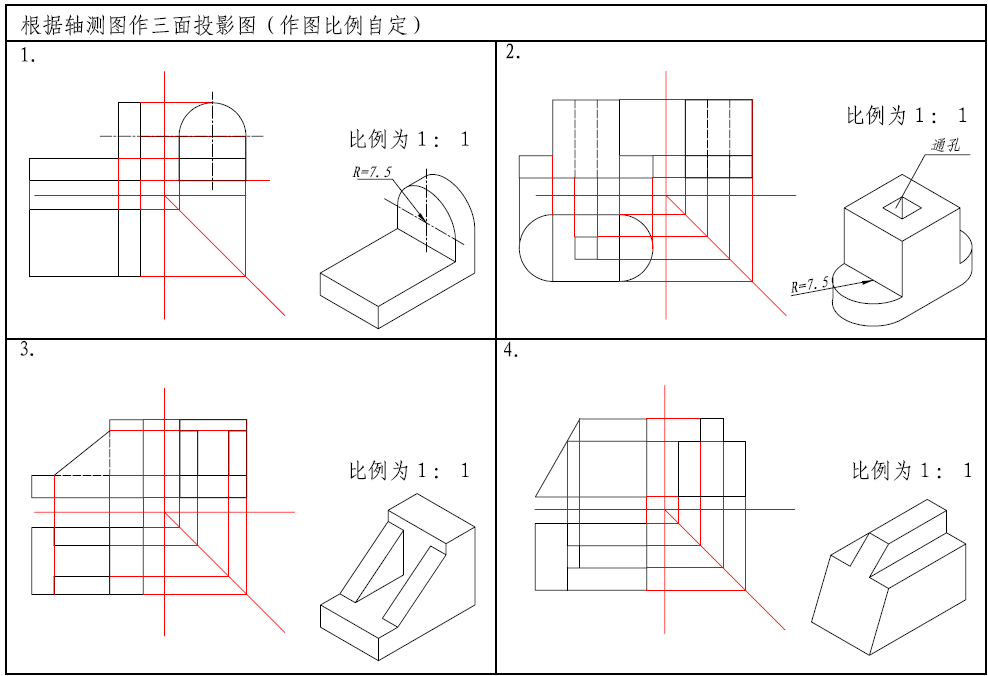 根据轴测图作三面投影图(作图比例自定)
1.
比例为1: 1
R=7.5
2.
比例为1: 1
通孔
R=7.5
3.
比例为1: 1
4.
比例为1: 1